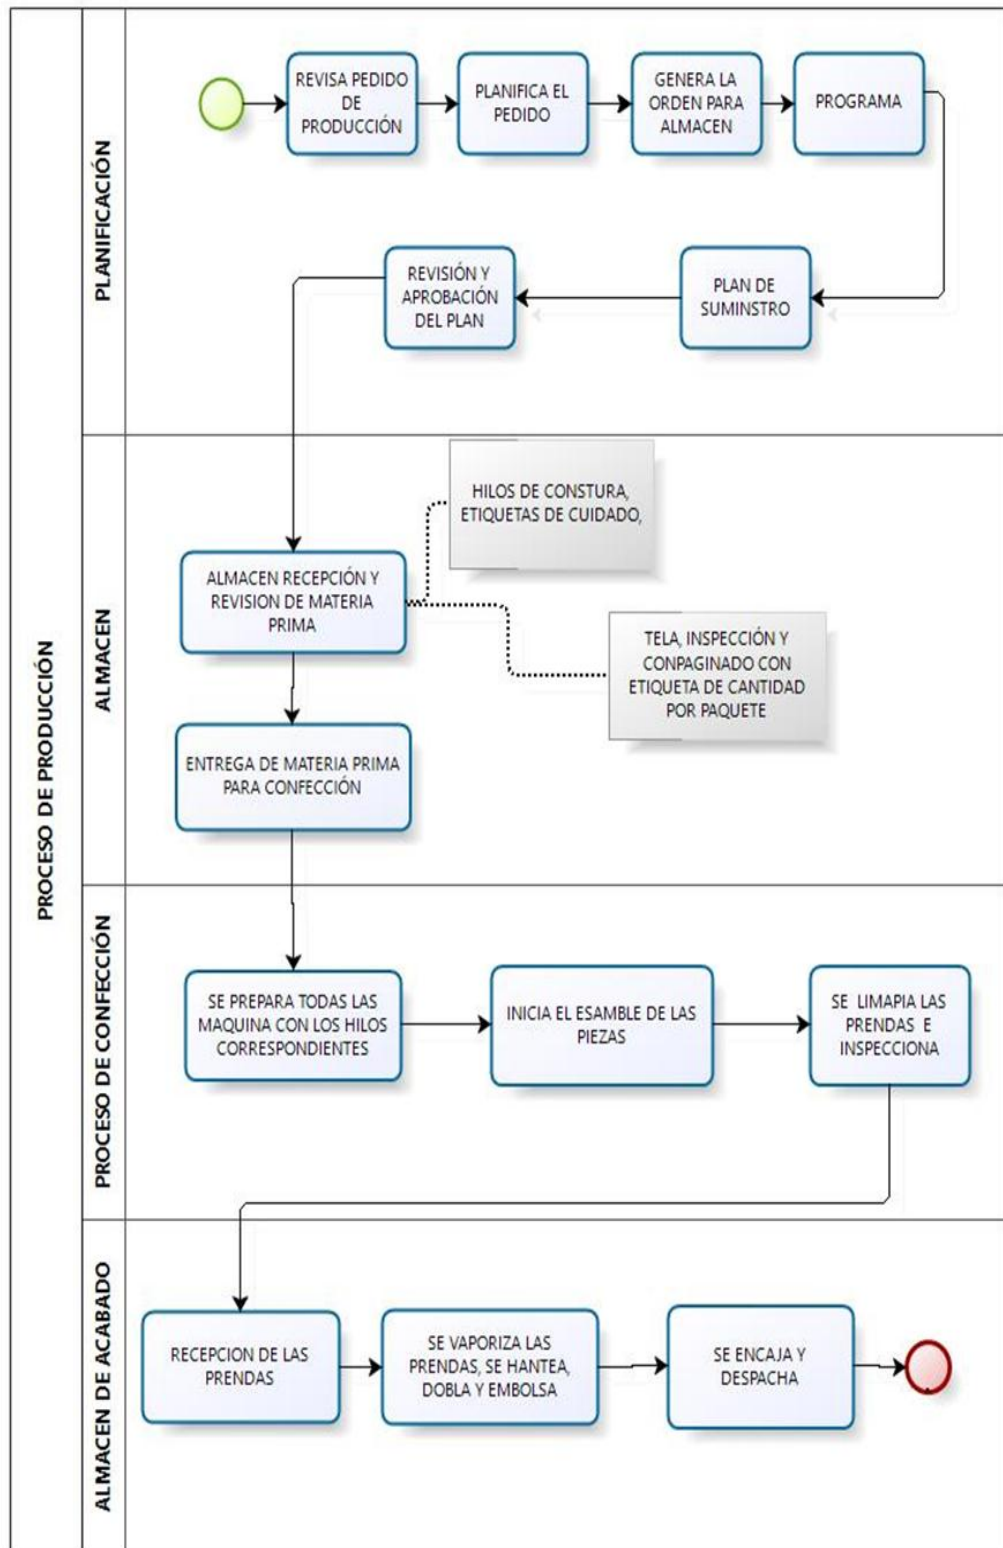 PROCESO DE PRODUCCIÓN
PLANIFICACIÓN
REVISA PEDIDO
DE
PRODUCCIÓN
PLANIFICA EL
PEDIDO
GENERA LA
ORDEN PARA
ALMACEN
PROGRAMA
PLAN DE
SUMINSTRO
REVISIÓN Y
APROBACIÓN
DEL PLAN
ALMACEN
HILOS DE CONSTURA,
ETIQUETAS DE CUIDADO,
ALMACEN RECEPCIÓN Y
REVISION DE MATERIA
PRIMA
TELA, INSPECCIÓN Y
CONPAGINADO CON
ETIQUETA DE CANTIDAD
POR PAQUETE
ENTREGA DE MATERIA PRIMA
PARA CONFECCIÓN
PROCESO DE CONFECCIÓN
SE PREPARA TODAS LAS
MAQUINA CON LOS HILOS
CORRESPONDIENTES
INICIA EL ESAMBLE DE LAS
PIEZAS
SE LIMAPIA LAS
PRENDAS E
INSPECCIONA
ALMACEN DE ACABADO
RECEPCION DE LAS
PRENDAS
SE VAPORIZA LAS
PRENDAS, SE HANTEA,
DOBLA Y EMBOLSA
SE ENCAJA Y
DESPACHA